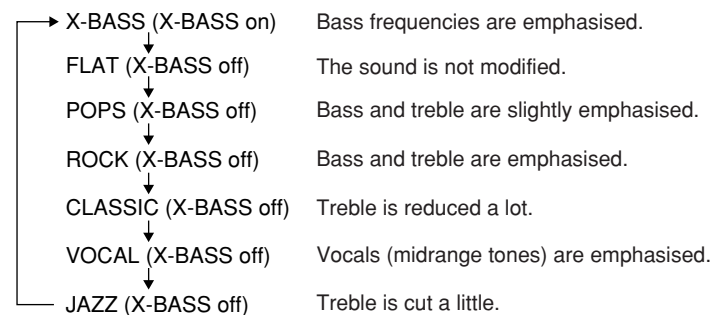 X-BASS (X-BASS on) Bass frequencies are emphasised.
FLAT (X-BASS off) The sound is not modified.
POPS (X-BASS off) Bass and treble are slightly emphasised.
ROCK (X-BASS off) Bass and treble are emphasised.
CLASSIC (X-BASS off) Treble is reduced a lot.
VOCAL (X-BASS off) Vocals (midrange tones) are emphasised.
JAZZ (X-BASS off) Treble is cut a little.